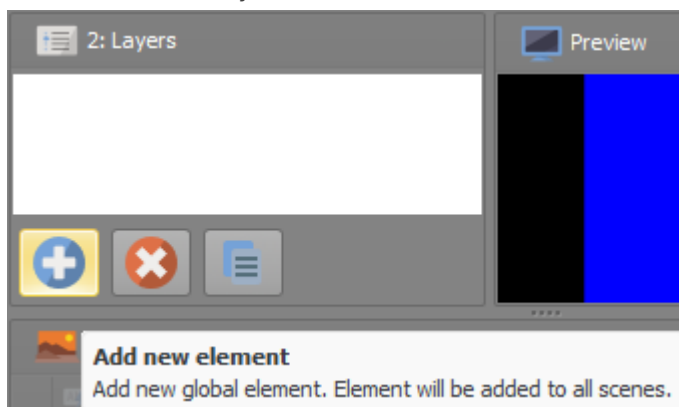 2: Layers
Preview
Add new element
Add new global element. Element will be added to all scenes.